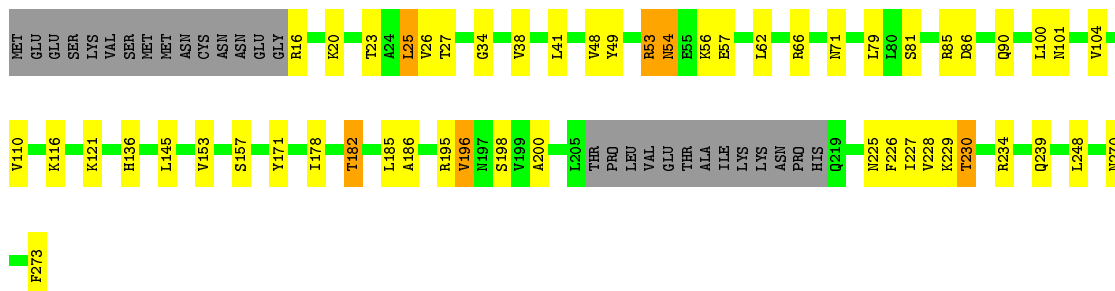 MET GLU GLU SER LYS VAL SER MET MET ASN CYS ASN ASN GLU GLY R16 K20 T23 A24 L25 V26 T27 G34 V38 L41 V48 Y49 R53 N54 E55 K56 E57 L62 R66 N71 L79 L80 S81 R85 D86 Q90 L100 N101 V104
V110 K116 K121 H136 L145 V153 S157 Y171 I178 T182 L185 A186 R195 V196 N197 S198 V199 A200 L205 THR PRO LEU VAL GLU THR ALA ILE LYS LYS ASN PRO HIS Q219 N225 F226 I227 V228 K229 T230 R234 Q239 L248 N270
F273